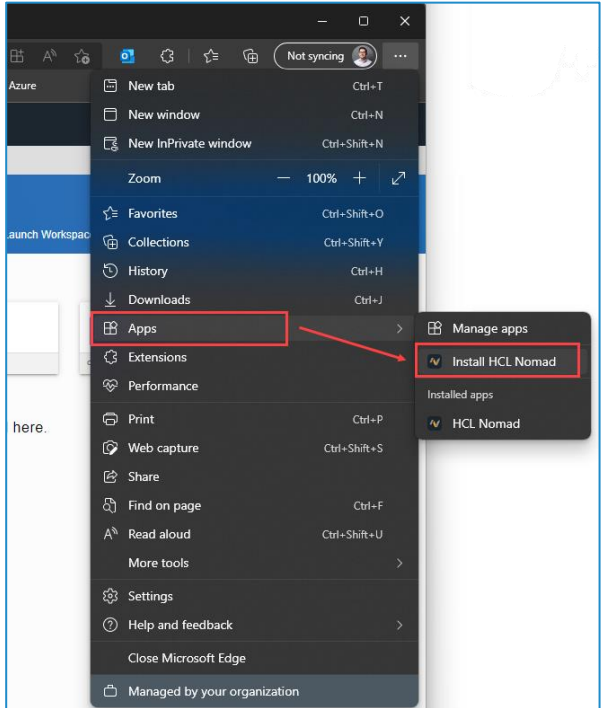 Not syncing
Azure
New tab Ctrl+T
New window Ctrl+N
New InPrivate window Ctrl+Shift+N
Zoom — 100% +
Favorites Ctrl+Shift+O
aunch Workspac
Collections Ctrl+Shift+Y
History Ctrl+H
Downloads Ctrl+J
Apps
Manage apps
Extensions
Install HCL Nomad
Performance
Installed apps
Print Ctrl+P
HCL Nomad
here.
Web capture Ctrl+Shift+S
Share
Find on page Ctrl+F
Read aloud Ctrl+Shift+U
More tools
Settings
Help and feedback
Close Microsoft Edge
Managed by your organization